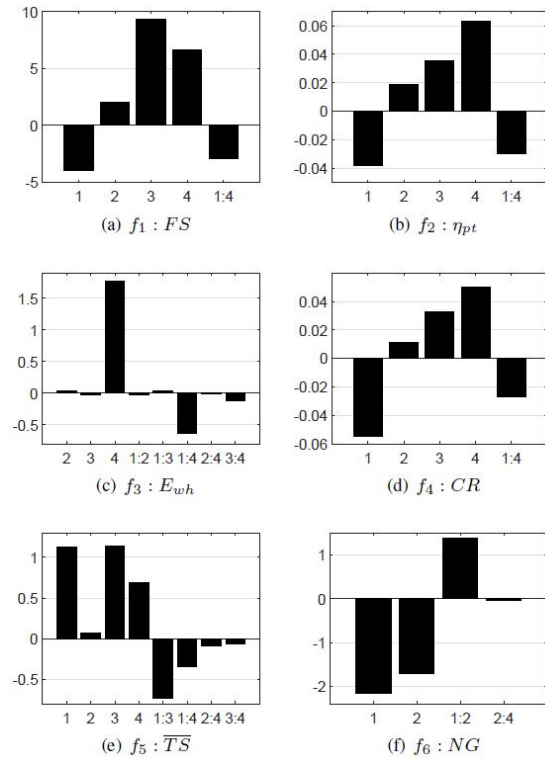 10
5
0
-5
1 2 3 4 1:4
(a) f1 : FS
0.06
0.04
0.02
0
-0.02
-0.04
1 2 3 4 1:4
(b) f2 : ηpt
1.5
1
0.5
0
-0.5
2 3 4 1:2 1:3 1:4 2:4 3:4
(c) f3 : Ewh
0.04
0.02
0
-0.02
-0.04
-0.06
1 2 3 4 1:4
(d) f4 : CR
1
0.5
0
-0.5
1 2 3 4 1:3 1:4 2:4 3:4
(e) f5 : T̅S̅
1
0
-1
-2
1 2 1:2 2:4
(f) f6 : NG